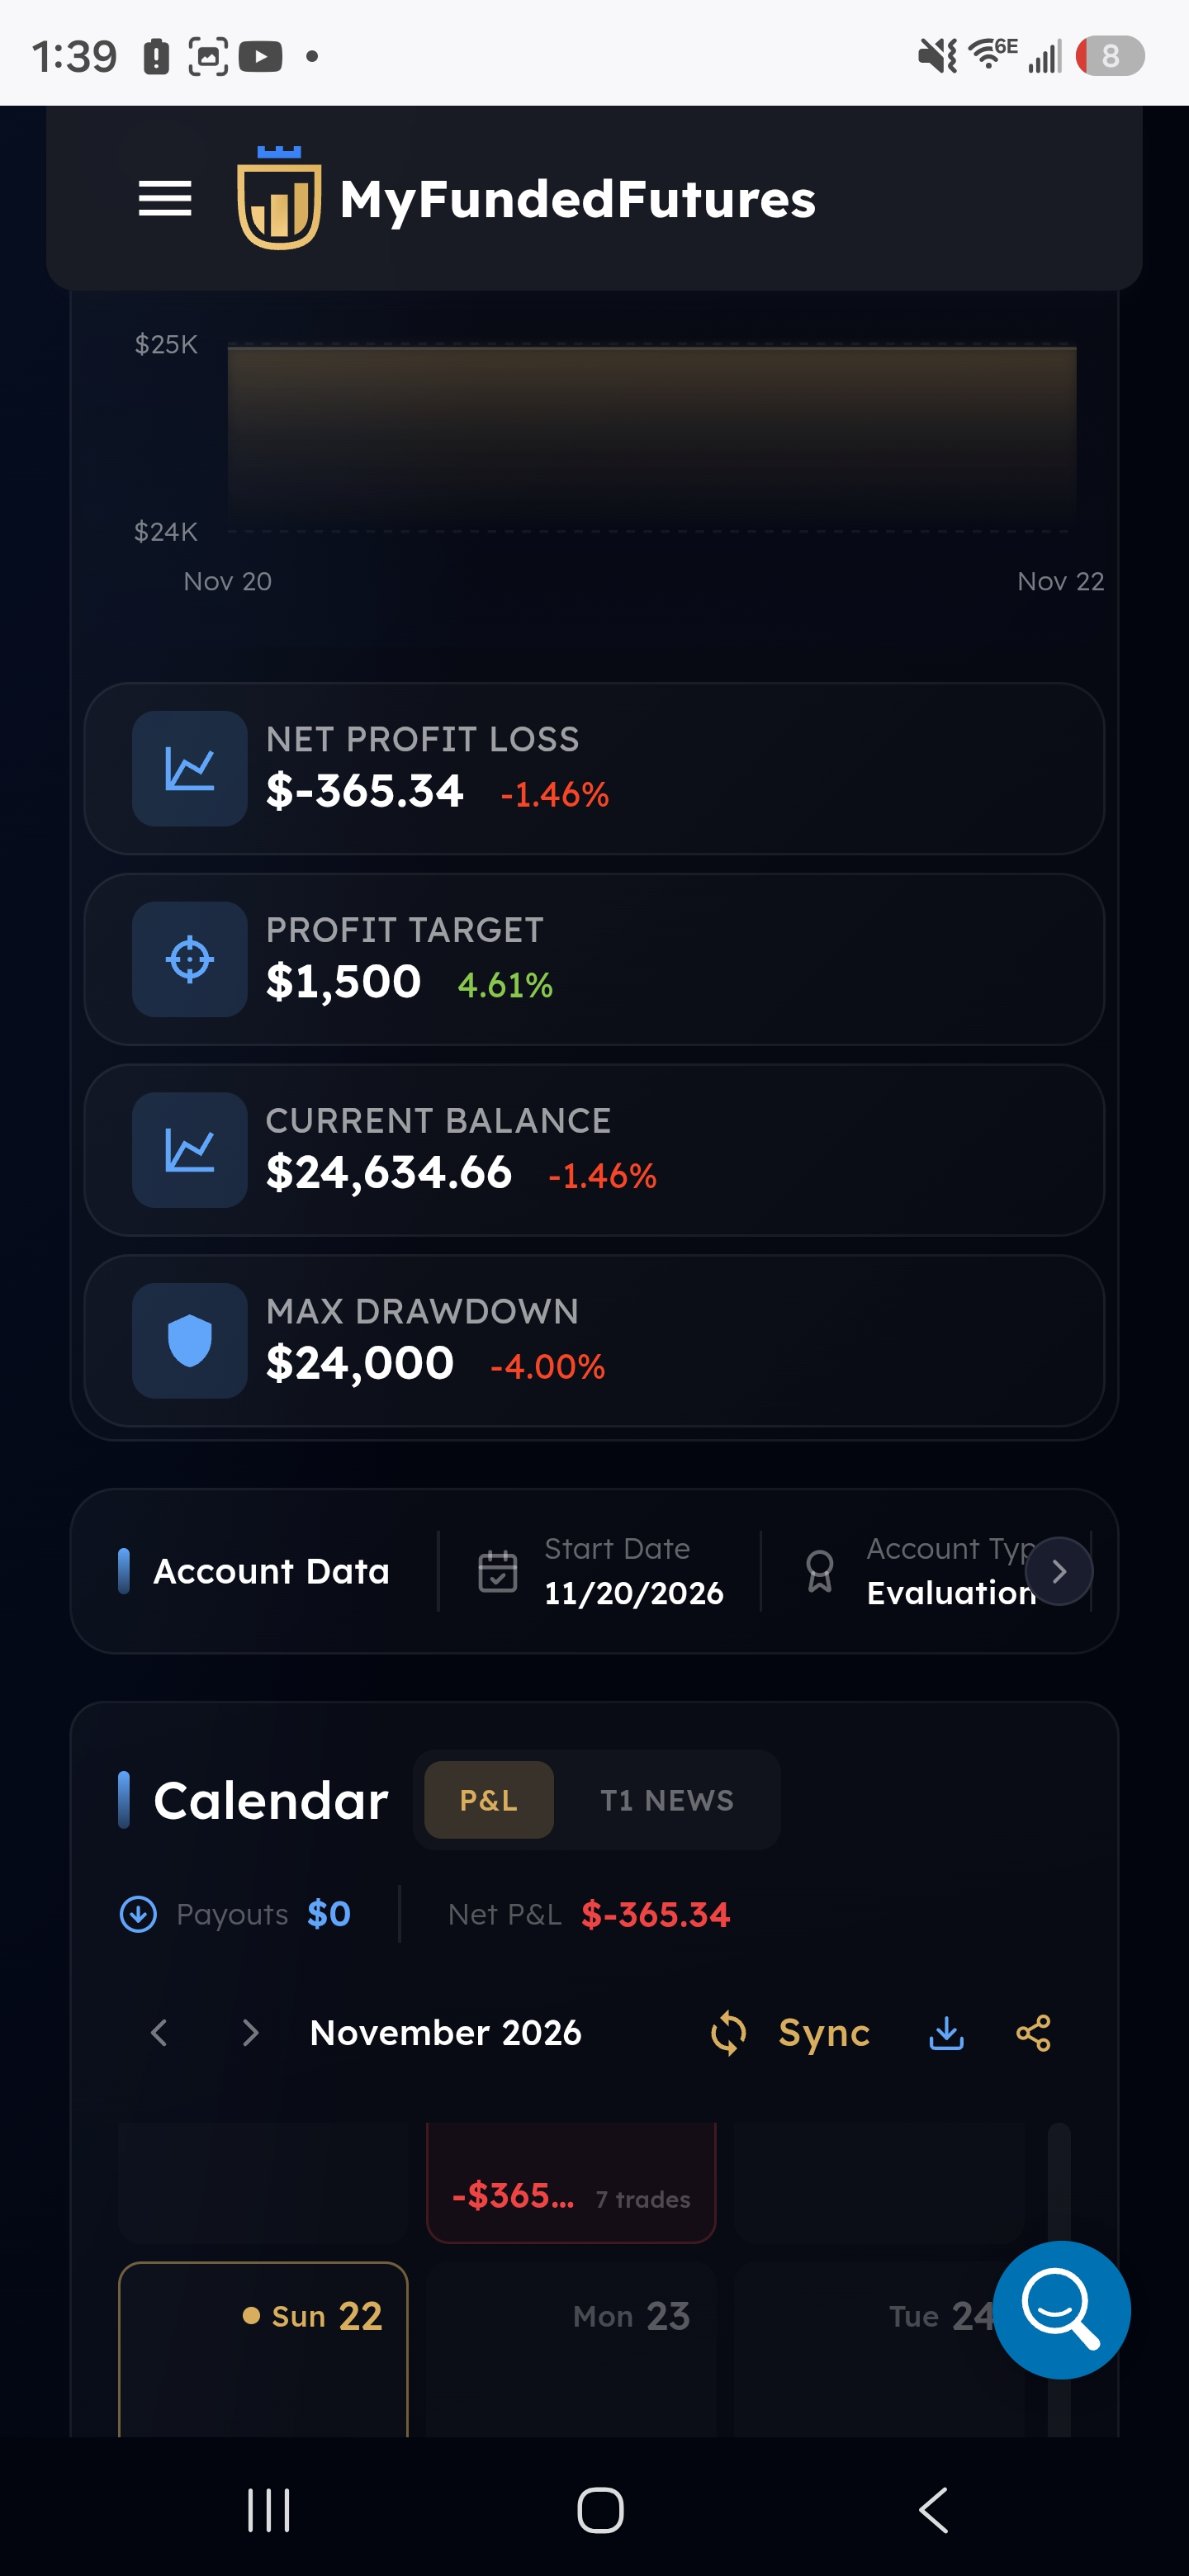 1:39
6E
8
MyFundedFutures
$25K
$24K
Nov 20
Nov 22
NET PROFIT LOSS
$-365.34 -1.46%
PROFIT TARGET
$1,500 4.61%
CURRENT BALANCE
$24,634.66 -1.46%
MAX DRAWDOWN
$24,000 -4.00%
Account Data
Start Date
11/20/2026
Account Typ
Evaluation
Calendar
P&L
T1 NEWS
Payouts $0
Net P&L $-365.34
November 2026
Sync
-$365... 7 trades
Sun 22
Mon 23
Tue 24